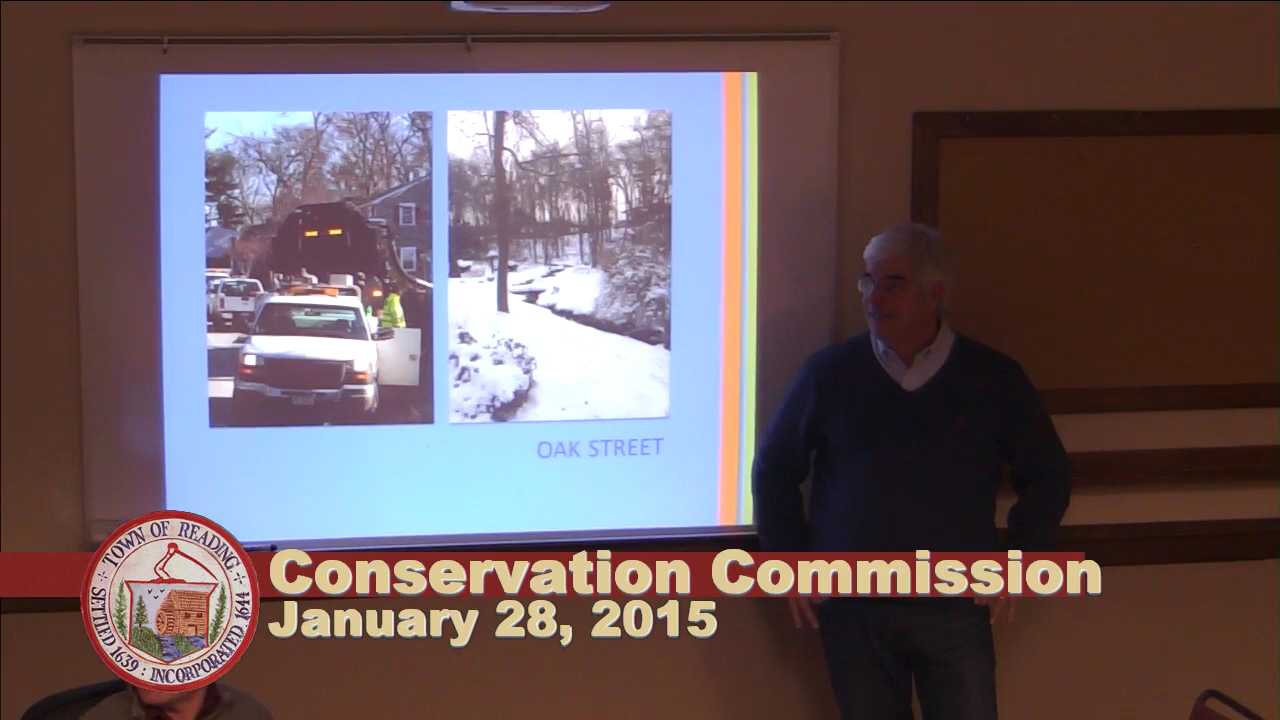 OAK STREET
Conservation Commission
January 28, 2015
TOWN OF READING
SETTLED 1639 : INCORPORATED 1644